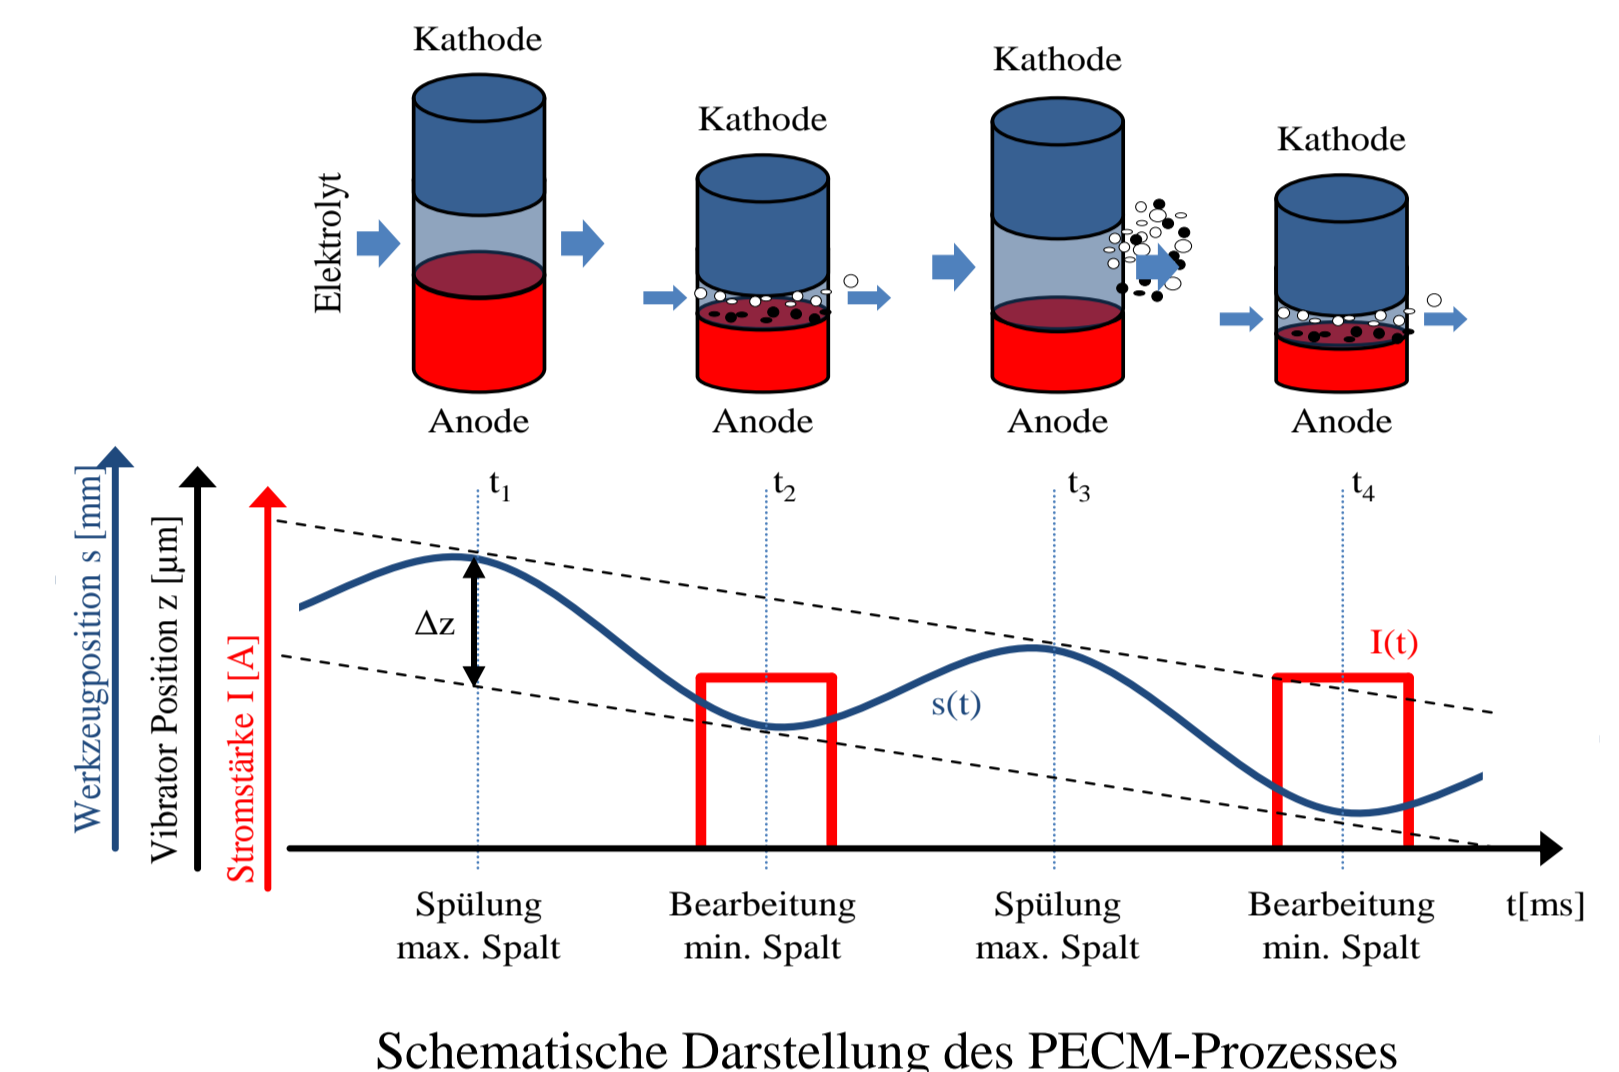 Kathode
Kathode
Kathode
Kathode
Elektrolyt
Anode
Anode
Anode
Anode
t1
t2
t3
t4
Werkzeugposition s [mm]
Vibrator Position z [µm]
Stromstärke I [A]
Δz
s(t)
I(t)
Spülung
max. Spalt
Bearbeitung
min. Spalt
Spülung
max. Spalt
Bearbeitung
min. Spalt
t[ms]
Schematische Darstellung des PECM-Prozesses